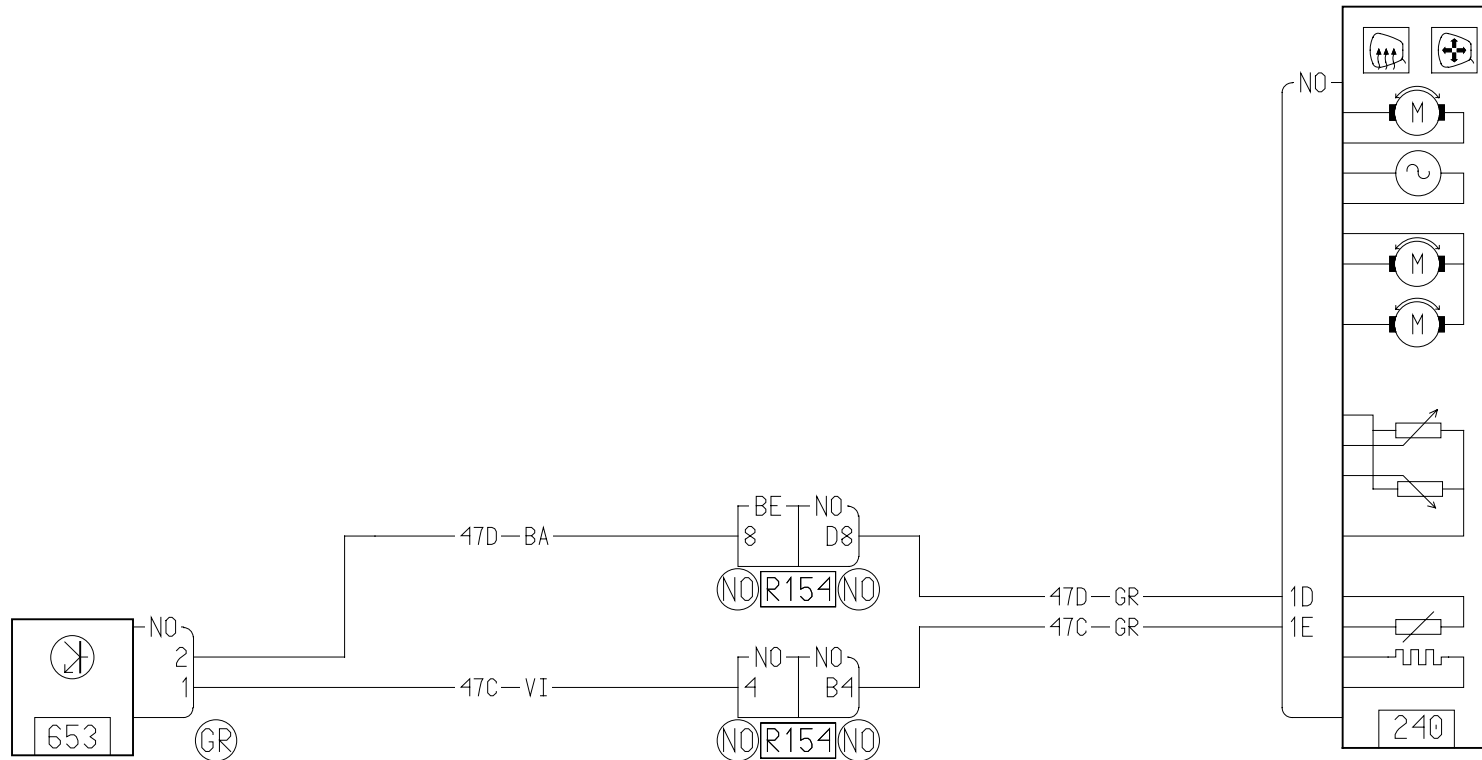 NO
M
M
M
BE NO
47D BA 8 D8
NO R154 NO
47D GR 1D
NO 47C GR 1E
2 NO NO
1 47C VI 4 B4
653 GR NO R154 NO 240